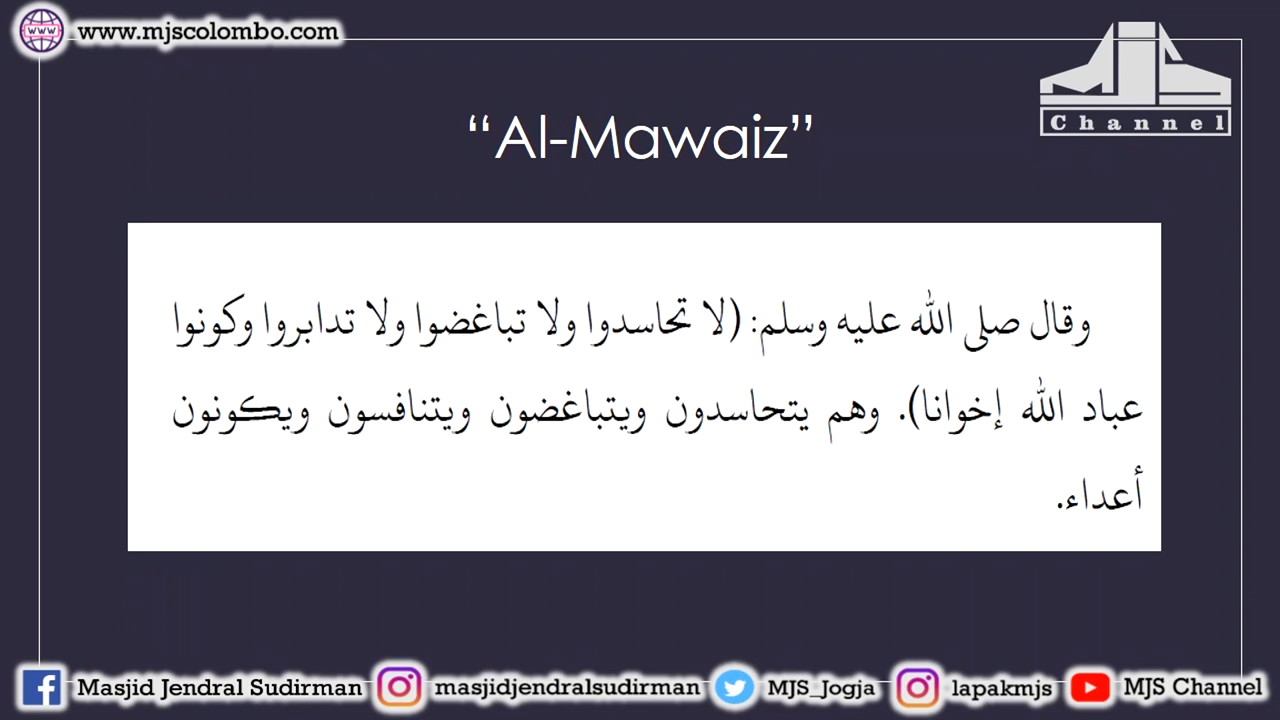 www.mjscolombo.com
MJS
Channel
“Al-Mawaiz”
وقال صلى الله عليه وسلم: (لا تحاسدوا ولا تباغضوا ولا تدابروا وكونوا
عباد الله إخوانا). وهم يتحاسدون ويتباغضون ويتنافسون ويكونون
أعداء.
Masjid Jendral Sudirman masjidjendralsudirman MJS_Jogja lapakmjs MJS Channel